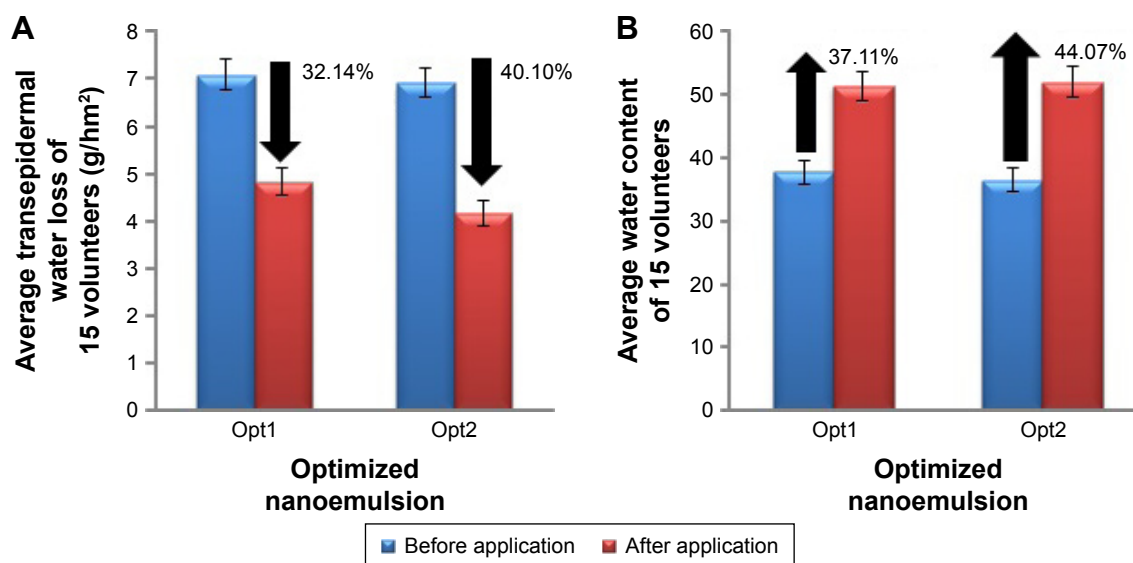 A
Average transepidermal
water loss of
15 volunteers (g/hm²)
8
7
6
5
4
3
2
1
0
32.14%
40.10%
Opt1
Opt2
Optimized
nanoemulsion
B
Average water content
of 15 volunteers
60
50
40
30
20
10
0
37.11%
44.07%
Opt1
Opt2
Optimized
nanoemulsion
Before application
After application